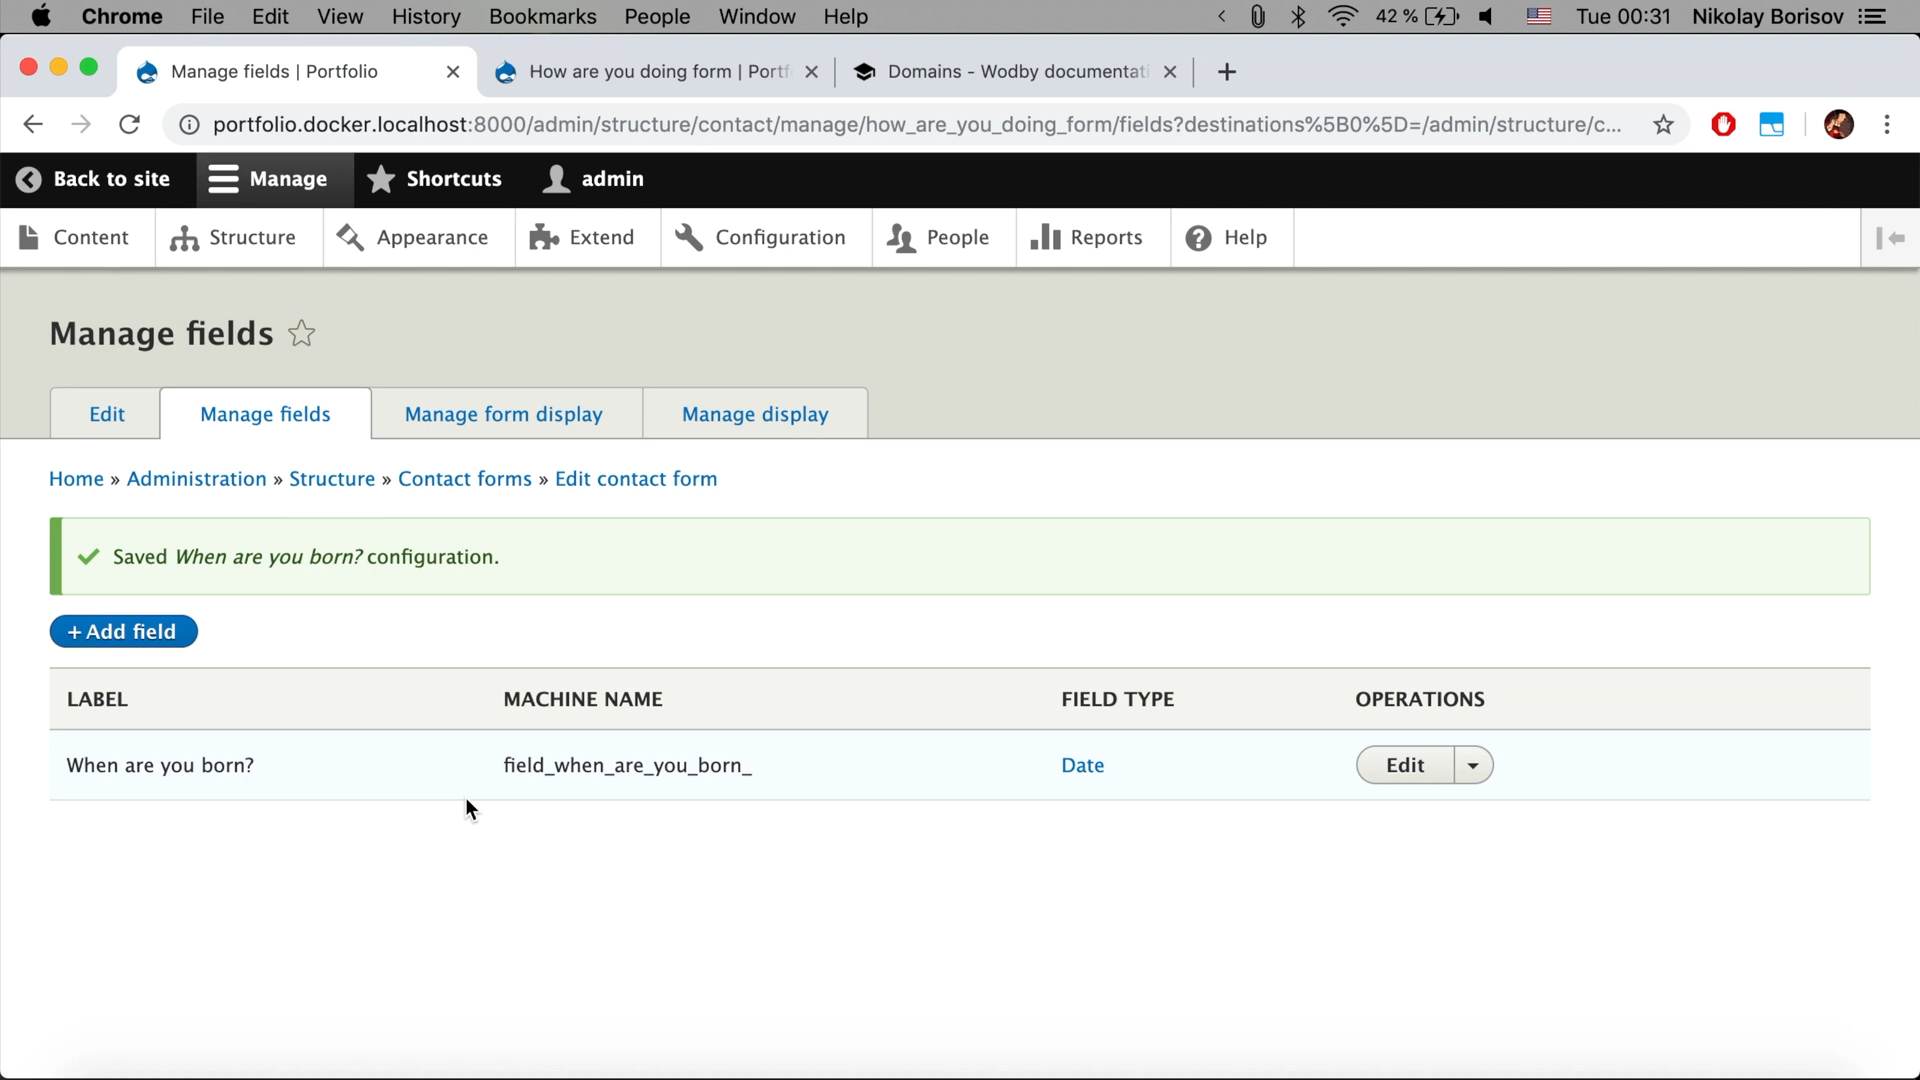 Chrome File Edit View History Bookmarks People Window Help 42 % Tue 00:31 Nikolay Borisov
Manage fields | Portfolio How are you doing form | Portf Domains - Wodby documentati
portfolio.docker.localhost:8000/admin/structure/contact/manage/how_are_you_doing_form/fields?destinations%5B0%5D=/admin/structure/c...
Back to site Manage Shortcuts admin
Content Structure Appearance Extend Configuration People Reports Help
Manage fields
Edit Manage fields Manage form display Manage display
Home » Administration » Structure » Contact forms » Edit contact form
Saved When are you born? configuration.
+ Add field
LABEL MACHINE NAME FIELD TYPE OPERATIONS
When are you born? field_when_are_you_born_ Date Edit